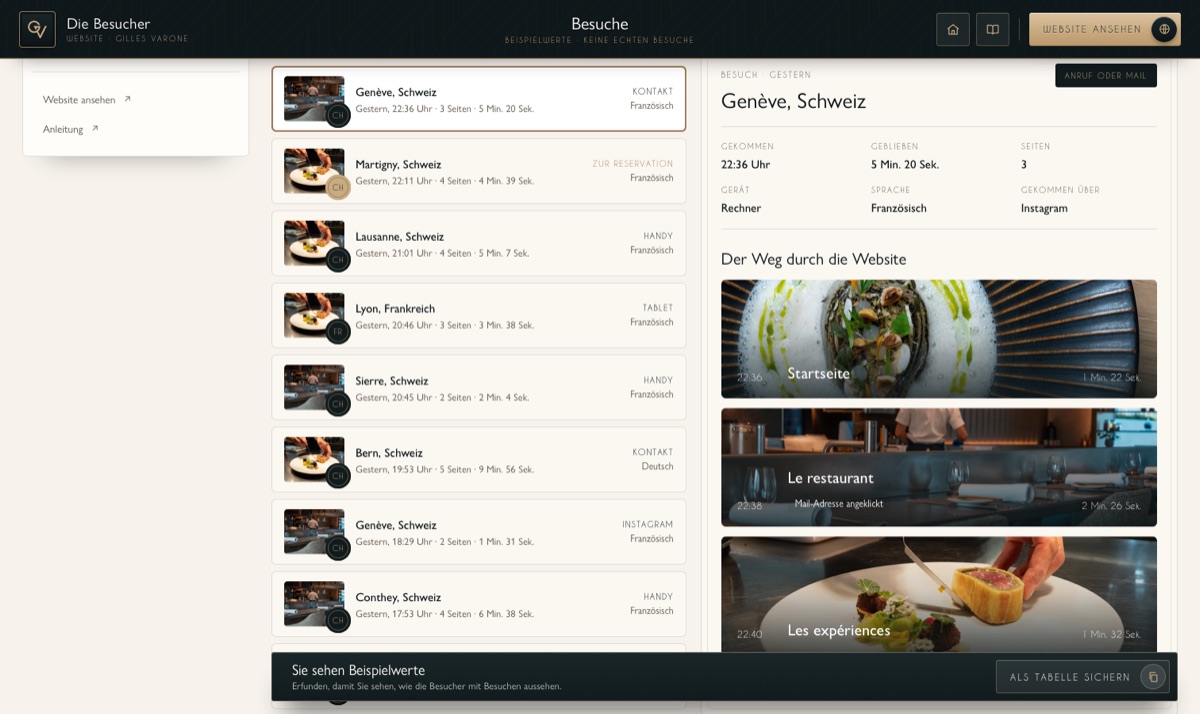 GV
Die Besucher
WEBSITE · GILLES VARONE
Besuche
BEISPIELWERTE · KEINE ECHTEN BESUCHE
WEBSITE ANSEHEN
Website ansehen
Anleitung
Genève, Schweiz
Gestern, 22:36 Uhr · 3 Seiten · 5 Min. 20 Sek.
KONTAKT
Französisch
CH
Martigny, Schweiz
Gestern, 22:11 Uhr · 4 Seiten · 4 Min. 39 Sek.
ZUR RESERVATION
Französisch
CH
Lausanne, Schweiz
Gestern, 21:01 Uhr · 4 Seiten · 5 Min. 7 Sek.
HANDY
Französisch
CH
Lyon, Frankreich
Gestern, 20:46 Uhr · 3 Seiten · 3 Min. 38 Sek.
TABLET
Französisch
FR
Sierre, Schweiz
Gestern, 20:45 Uhr · 2 Seiten · 2 Min. 4 Sek.
HANDY
Französisch
CH
Bern, Schweiz
Gestern, 19:53 Uhr · 5 Seiten · 9 Min. 56 Sek.
KONTAKT
Deutsch
CH
Genève, Schweiz
Gestern, 18:29 Uhr · 2 Seiten · 1 Min. 31 Sek.
INSTAGRAM
Französisch
CH
Conthey, Schweiz
Gestern, 17:53 Uhr · 4 Seiten · 6 Min. 38 Sek.
HANDY
Französisch
CH
BESUCH · GESTERN
ANRUF ODER MAIL
Genève, Schweiz
GEKOMMEN
GEBLIEBEN
SEITEN
22:36 Uhr
5 Min. 20 Sek.
3
GERÄT
SPRACHE
GEKOMMEN ÜBER
Rechner
Französisch
Instagram
Der Weg durch die Website
22:36
Startseite
1 Min. 22 Sek.
Le restaurant
22:38
Mail-Adresse angeklickt
2 Min. 26 Sek.
22:40
Les expériences
1 Min. 32 Sek.
Sie sehen Beispielwerte
Erfunden, damit Sie sehen, wie die Besucher mit Besuchen aussehen.
ALS TABELLE SICHERN